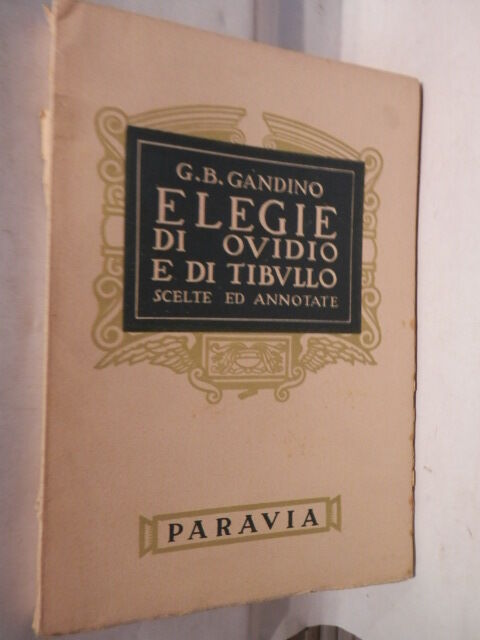 G.B. GANDINO
ELEGIE
DI OVIDIO
E DI TIBVLLO
SCELTE ED ANNOTATE
PARAVIA